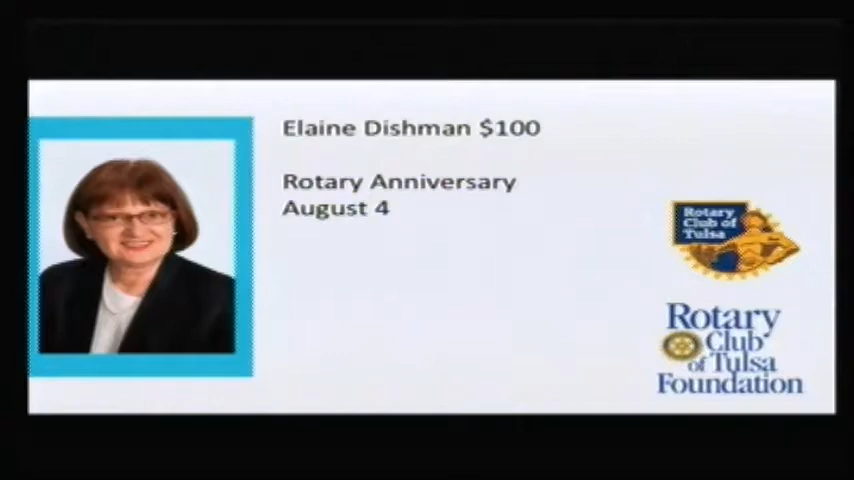 Elaine Dishman $100
Rotary Anniversary
August 4
Rotary
Club of
Tulsa
Rotary
Club
of Tulsa
Foundation